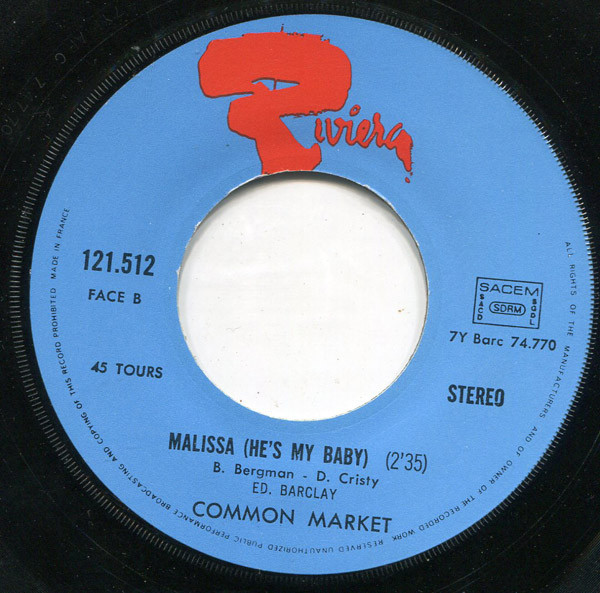 Riviera
121.512
FACE B
45 TOURS
SACEM
SACD
SDRM
SGDL
7Y Barc 74.770
STEREO
MALISSA (HE'S MY BABY) (2'35)
B. Bergman - D. Cristy
ED. BARCLAY
COMMON MARKET
ALL RIGHTS OF THE MANUFACTURERS AND OF OWNER OF THE RECORDED WORK RESERVED UNAUTHORIZED PUBLIC PERFORMANCE BROADCASTING AND COPYING OF THIS RECORD PROHIBITED MADE IN FRANCE